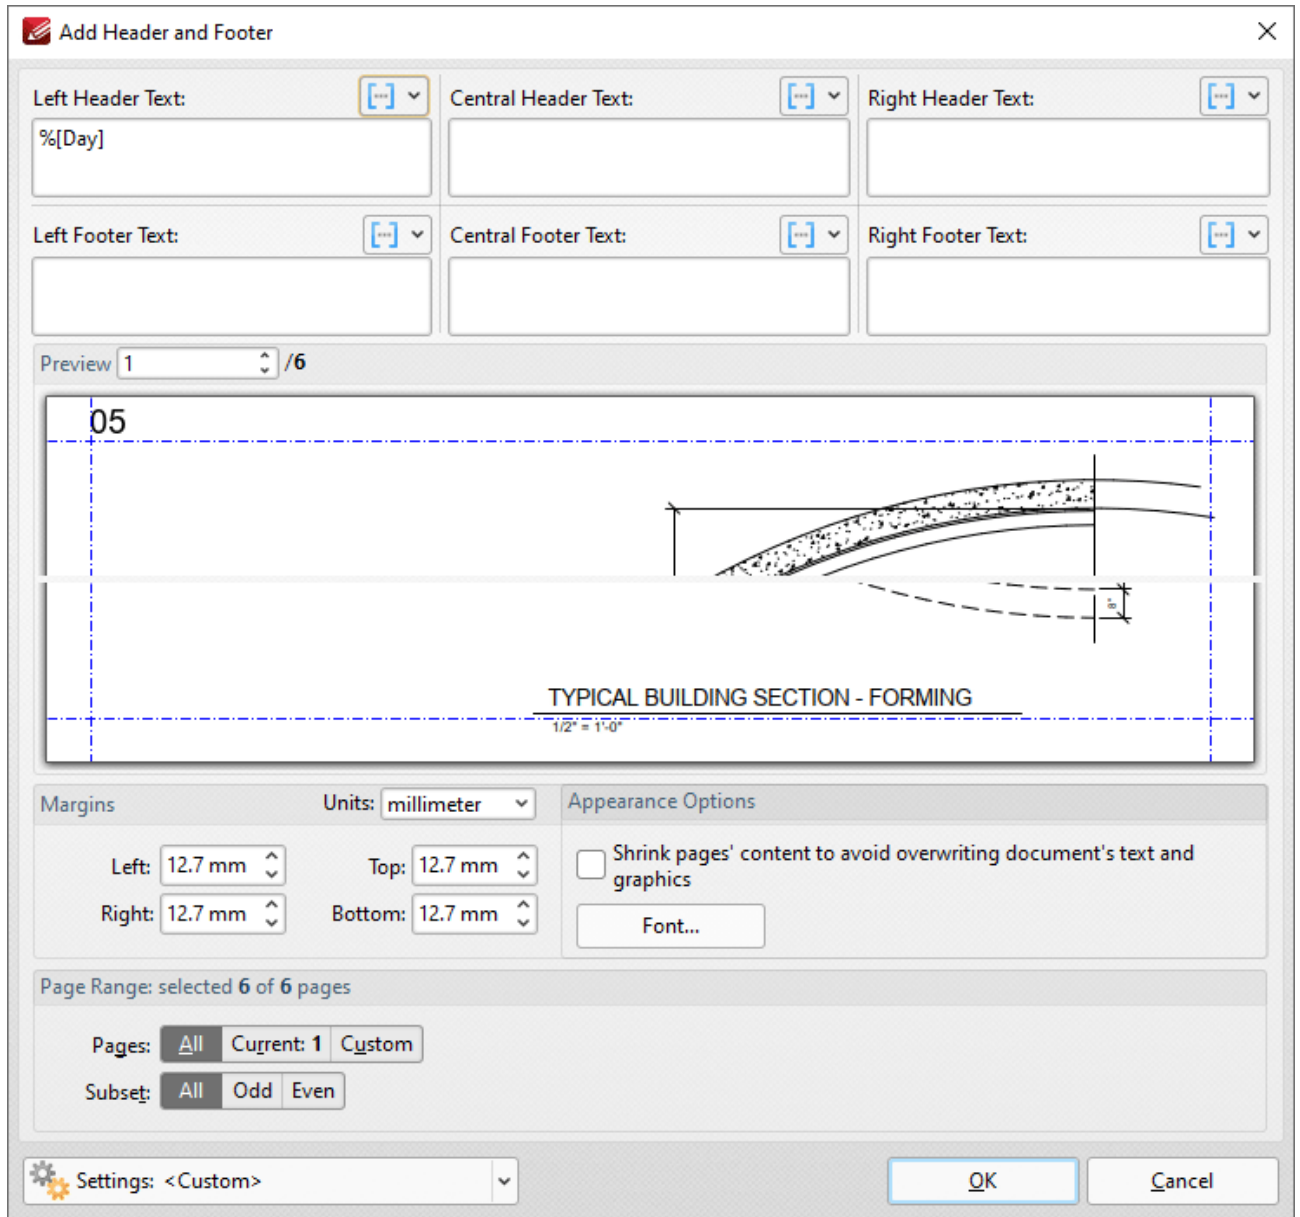 Add Header and Footer
Left Header Text:
Central Header Text:
Right Header Text:
%[Day]
Left Footer Text:
Central Footer Text:
Right Footer Text:
Preview 1 /6
05
8"
TYPICAL BUILDING SECTION - FORMING
1/2" = 1'-0"
Margins
Units: millimeter
Appearance Options
Left: 12.7 mm
Top: 12.7 mm
Shrink pages' content to avoid overwriting document's text and
graphics
Right: 12.7 mm
Bottom: 12.7 mm
Font...
Page Range: selected 6 of 6 pages
Pages: All Current: 1 Custom
Subset: All Odd Even
Settings: <Custom>
OK
Cancel